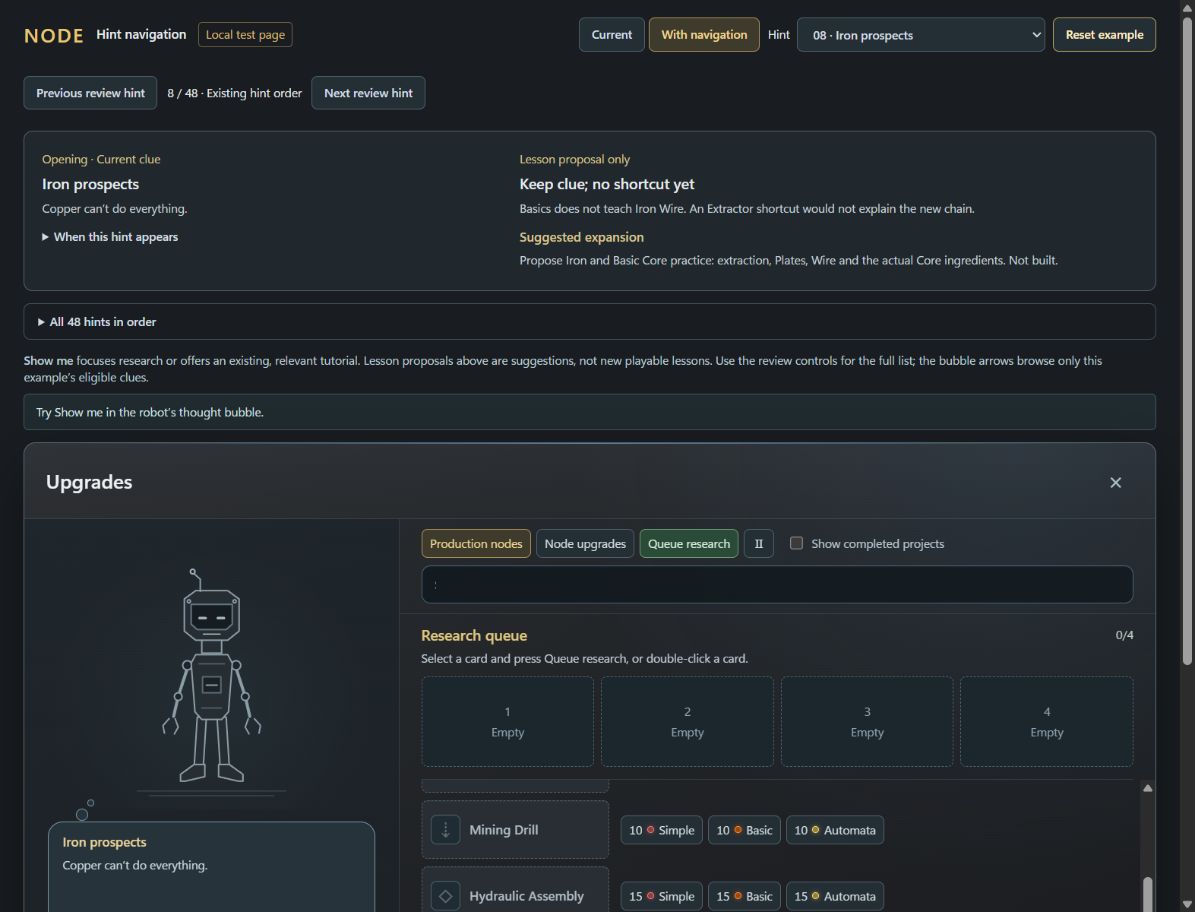 NODE Hint navigation Local test page Current With navigation Hint 08 · Iron prospects Reset example
Previous review hint 8 / 48 · Existing hint order Next review hint
Opening · Current clue
Iron prospects
Copper can't do everything.
▶ When this hint appears
Lesson proposal only
Keep clue; no shortcut yet
Basics does not teach Iron Wire. An Extractor shortcut would not explain the new chain.
Suggested expansion
Propose Iron and Basic Core practice: extraction, Plates, Wire and the actual Core ingredients. Not built.
▶ All 48 hints in order
Show me focuses research or offers an existing, relevant tutorial. Lesson proposals above are suggestions, not new playable lessons. Use the review controls for the full list; the bubble arrows browse only this
example's eligible clues.
Try Show me in the robot's thought bubble.
Upgrades
Production nodes Node upgrades Queue research II Show completed projects
:
Research queue 0/4
Select a card and press Queue research, or double-click a card.
1 2 3 4
Empty Empty Empty Empty
Mining Drill 10 Simple 10 Basic 10 Automata
Hydraulic Assembly 15 Simple 15 Basic 15 Automata
Iron prospects
Copper can't do everything.